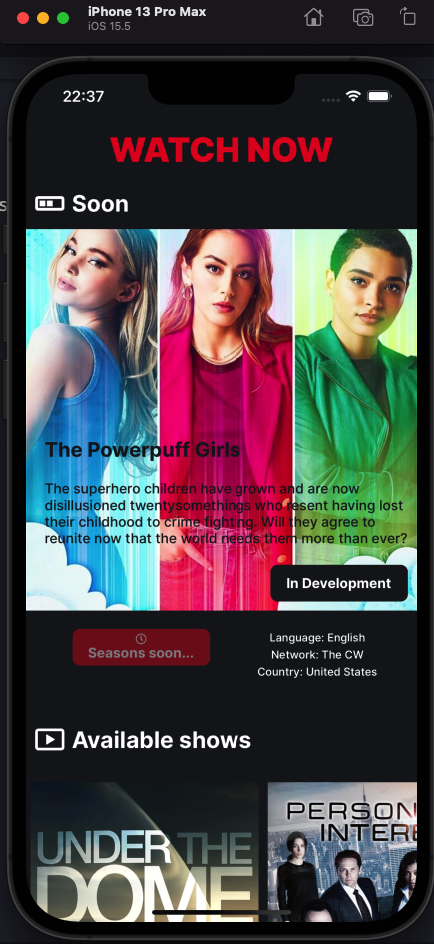 iPhone 13 Pro Max
iOS 15.5
22:37
WATCH NOW
Soon
The Powerpuff Girls
The superhero children have grown and are now
disillusioned twentysomethings who resent having lost
their childhood to crime fighting. Will they agree to
reunite now that the world needs them more than ever?
In Development
Seasons soon...
Language: English
Network: The CW
Country: United States
Available shows
UNDER THE
DOME
PERSON
INTERE